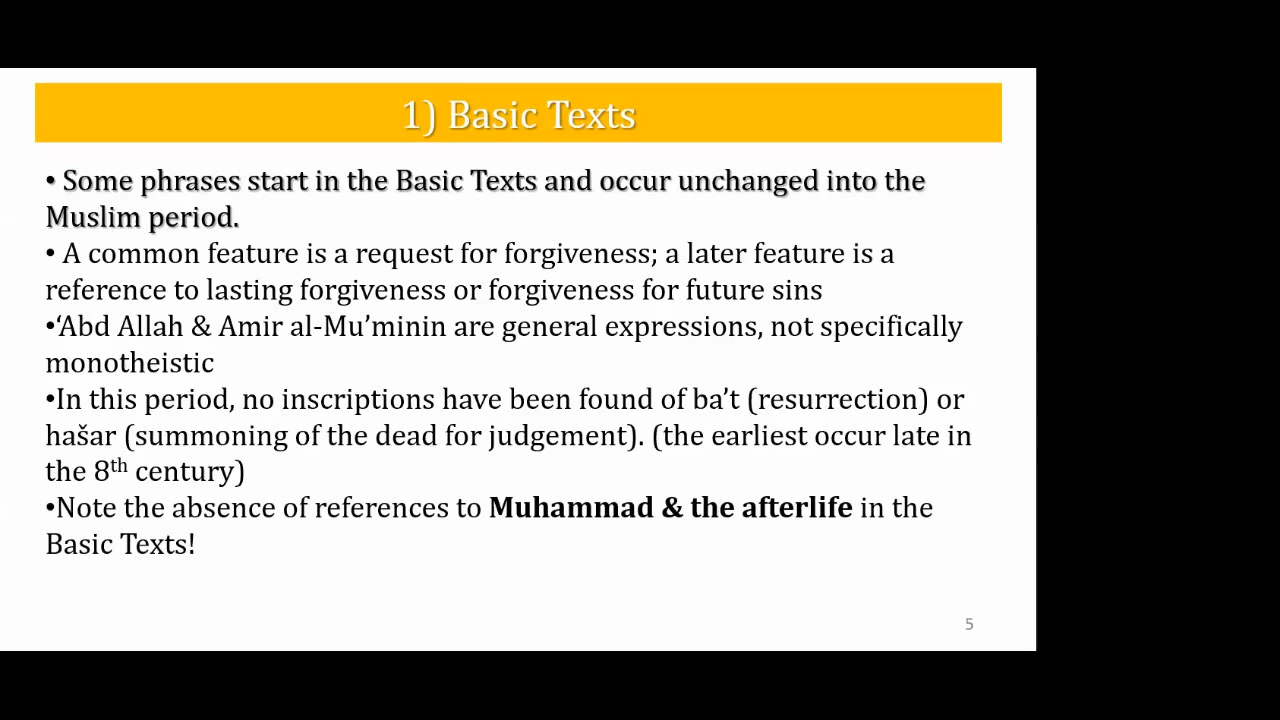 1) Basic Texts
• Some phrases start in the Basic Texts and occur unchanged into the
Muslim period.
• A common feature is a request for forgiveness; a later feature is a
reference to lasting forgiveness or forgiveness for future sins
•‘Abd Allah & Amir al-Mu’minin are general expressions, not specifically
monotheistic
•In this period, no inscriptions have been found of ba’t (resurrection) or
hašar (summoning of the dead for judgement). (the earliest occur late in
the 8th century)
•Note the absence of references to Muhammad & the afterlife in the
Basic Texts!
5